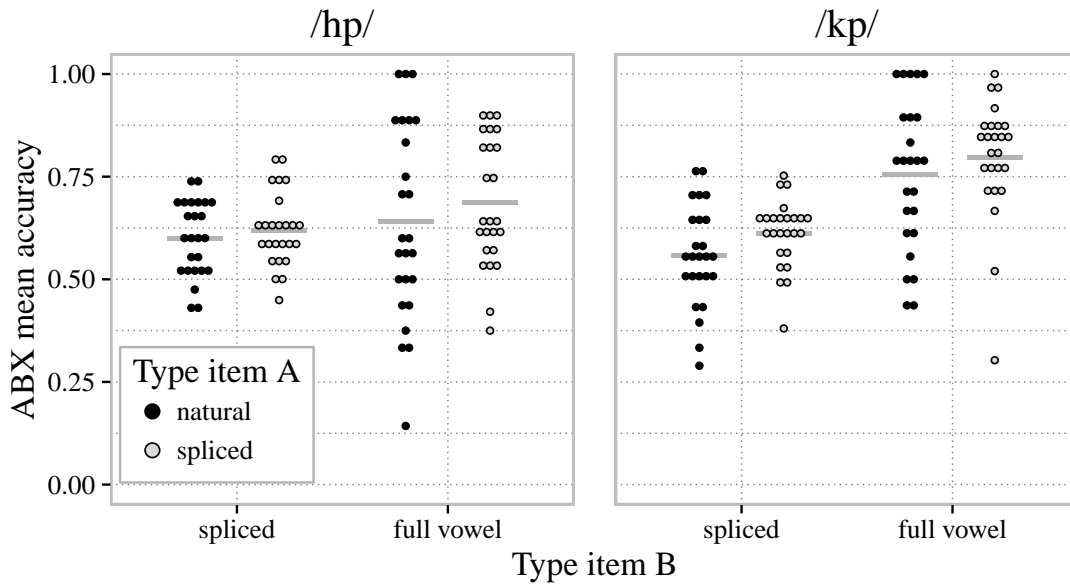 /hp/
/kp/
ABX mean accuracy
1.00
0.75
0.50
0.25
0.00
Type item A
natural
spliced
spliced
full vowel
spliced
full vowel
Type item B